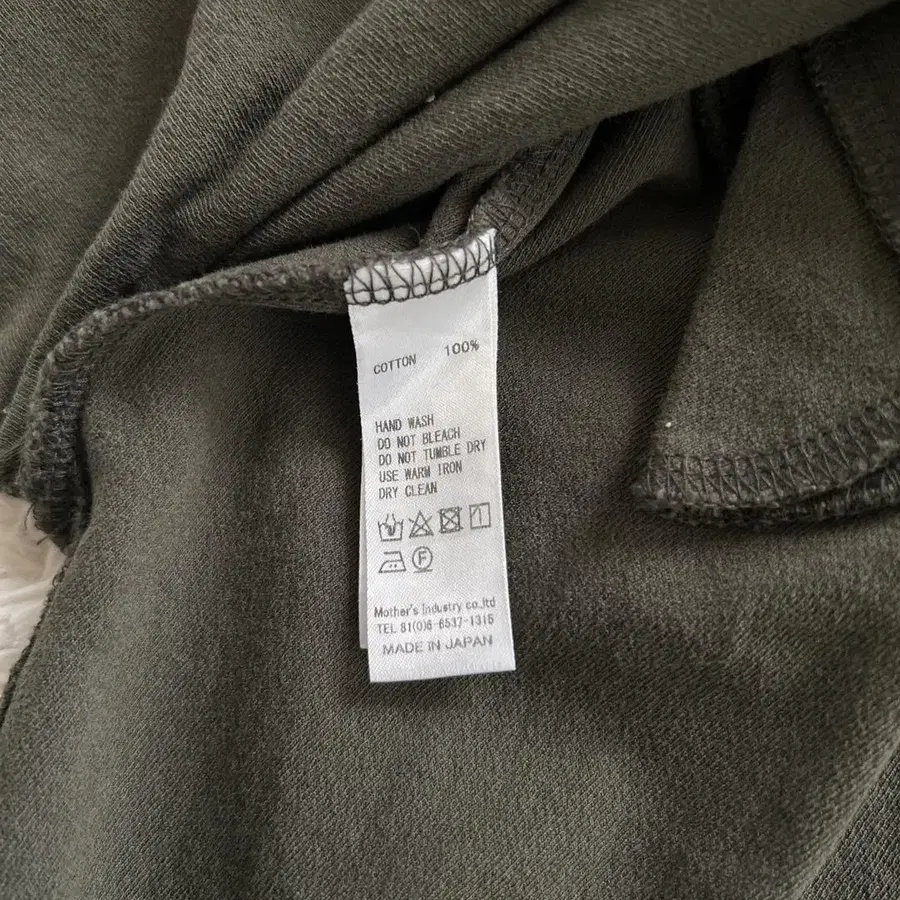 COTTON 100%
HAND WASH
DO NOT BLEACH
DO NOT TUMBLE DRY
USE WARM IRON
DRY CLEAN
F
Mother's Industry co.,ltd
TEL 81(0)6-6537-1315
MADE IN JAPAN